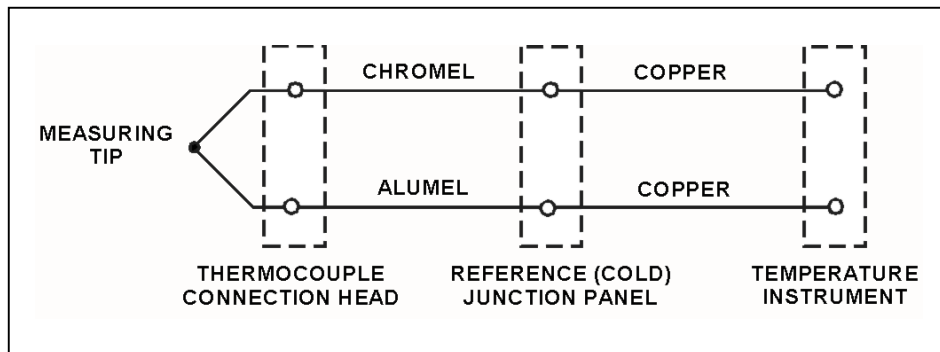 CHROMEL
COPPER
MEASURING
TIP
ALUMEL
COPPER
THERMOCOUPLE
CONNECTION HEAD
REFERENCE (COLD)
JUNCTION PANEL
TEMPERATURE
INSTRUMENT